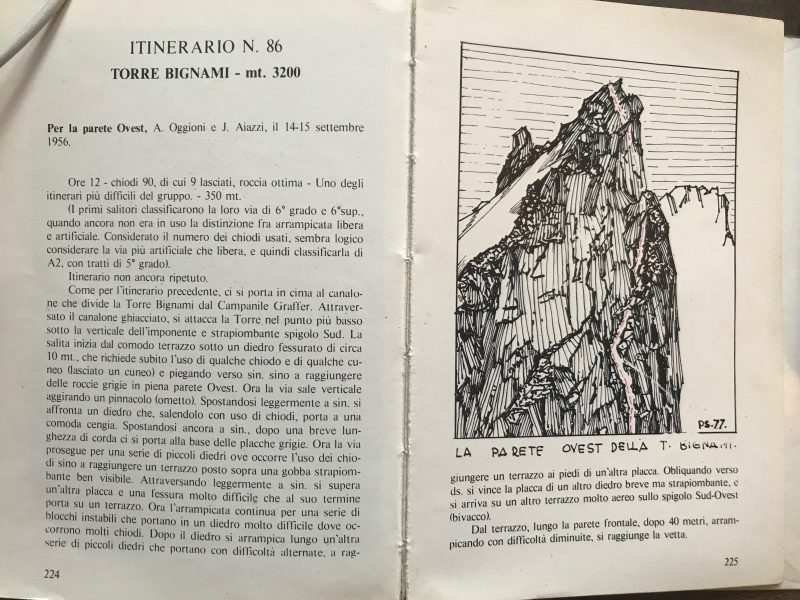 ITINERARIO N. 86
TORRE BIGNAMI - mt. 3200
Per la parete Ovest, A. Oggioni e J. Aiazzi, il 14-15 settembre
1956.
Ore 12 - chiodi 90, di cui 9 lasciati, roccia ottima - Uno degli
itinerari più difficili del gruppo. - 350 mt.
(I primi salitori classificarono la loro via di 6° grado e 6°sup.,
quando ancora non era in uso la distinzione fra arrampicata libera
e artificiale. Considerato il numero dei chiodi usati, sembra logico
considerare la via più artificiale che libera, e quindi classificarla di
A2, con tratti di 5° grado).
Itinerario non ancora ripetuto.
Come per l'itinerario precedente, ci si porta in cima al canalo-
ne che divide la Torre Bignami dal Campanile Graffer. Attraver-
sato il canalone ghiacciato, si attacca la Torre nel punto più basso
sotto la verticale dell'imponente e strapiombante spigolo Sud. La
salita inizia dal comodo terrazzo sotto un diedro fessurato di circa
10 mt., che richiede subito l'uso di qualche chiodo e di qualche cu-
neo (lasciato un cuneo) e piegando verso sin. sino a raggiungere
delle roccie grigie in piena parete Ovest. Ora la via sale verticale
aggirando un pinnacolo (ometto). Spostandosi leggermente a sin. si
affronta un diedro che, salendolo con uso di chiodi, porta a una
comoda cengia. Spostandosi ancora a sin., dopo una breve lun-
ghezza di corda ci si porta alla base delle placche grigie. Ora la via
prosegue per una serie di piccoli diedri ove occorre l'uso dei chio-
di sino a raggiungere un terrazzo posto sopra una gobba strapiom-
bante ben visibile. Attraversando leggermente a sin. si supera
un'altra placca e una fessura molto difficile che al suo termine
porta su un terrazzo. Ora l'arrampicata continua per una serie di
blocchi instabili che portano in un diedro molto difficile dove oc-
corrono molti chiodi. Dopo il diedro si arrampica lungo un'altra
serie di piccoli diedri che portano con difficoltà alternate, a rag-
224
PS.77.
LA PARETE OVEST DELLA T. BIGNAMI.
giungere un terrazzo ai piedi di un'altra placca. Obliquando verso
ds. si vince la placca di un altro diedro breve ma strapiombante, e
si arriva su un altro terrazzo molto aereo sullo spigolo Sud-Ovest
(bivacco).
Dal terrazzo, lungo la parete frontale, dopo 40 metri, arram-
picando con difficoltà diminuite, si raggiunge la vetta.
225